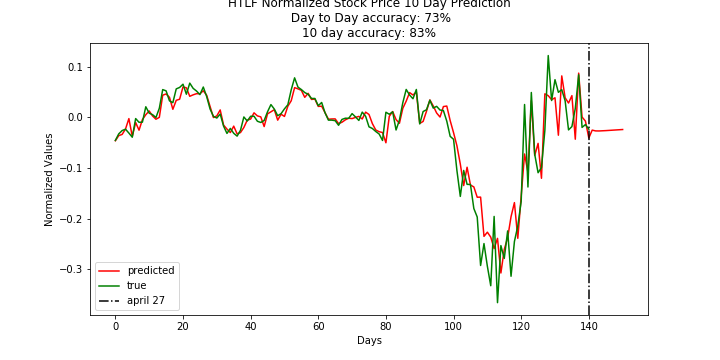 HTLF Normalized Stock Price 10 Day Prediction
Day to Day accuracy: 73%
10 day accuracy: 83%
0.1
0.0
−0.1
−0.2
−0.3
Normalized Values
predicted
true
april 27
0 20 40 60 80 100 120 140
Days